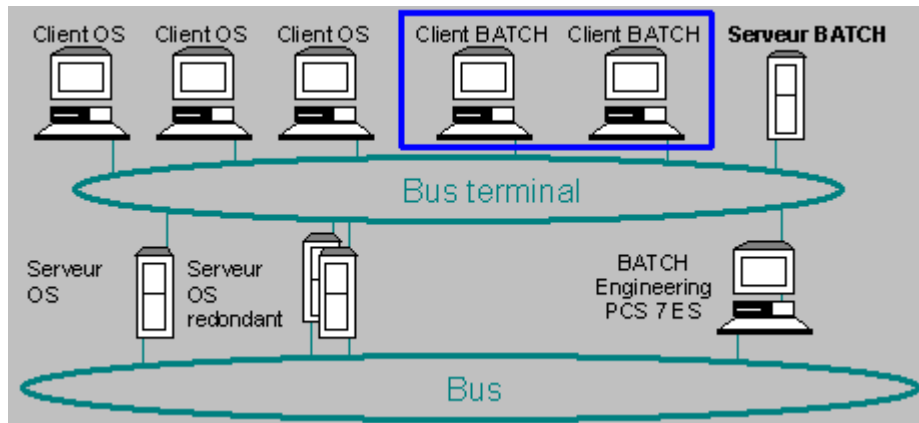 Client OS
Client OS
Client OS
Client BATCH
Client BATCH
Serveur BATCH
Bus terminal
Serveur
OS
Serveur
OS
redondant
BATCH
Engineering
PCS 7 ES
Bus